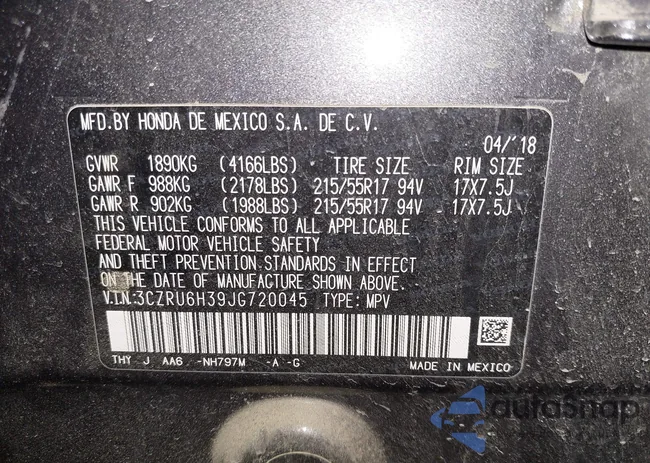 MFD.BY HONDA DE MEXICO S.A. DE C.V.
04/'18
GVWR 1890KG (4166LBS) TIRE SIZE RIM SIZE
GAWR F 988KG (2178LBS) 215/55R17 94V 17X7.5J
GAWR R 902KG (1988LBS) 215/55R17 94V 17X7.5J
THIS VEHICLE CONFORMS TO ALL APPLICABLE
FEDERAL MOTOR VEHICLE SAFETY
AND THEFT PREVENTION STANDARDS IN EFFECT
ON THE DATE OF MANUFACTURE SHOWN ABOVE.
V.I.N:3CZRU6H39JG720045 TYPE: MPV
THY - J AA6 -NH797M -A -G
MADE IN MEXICO
autoSnap